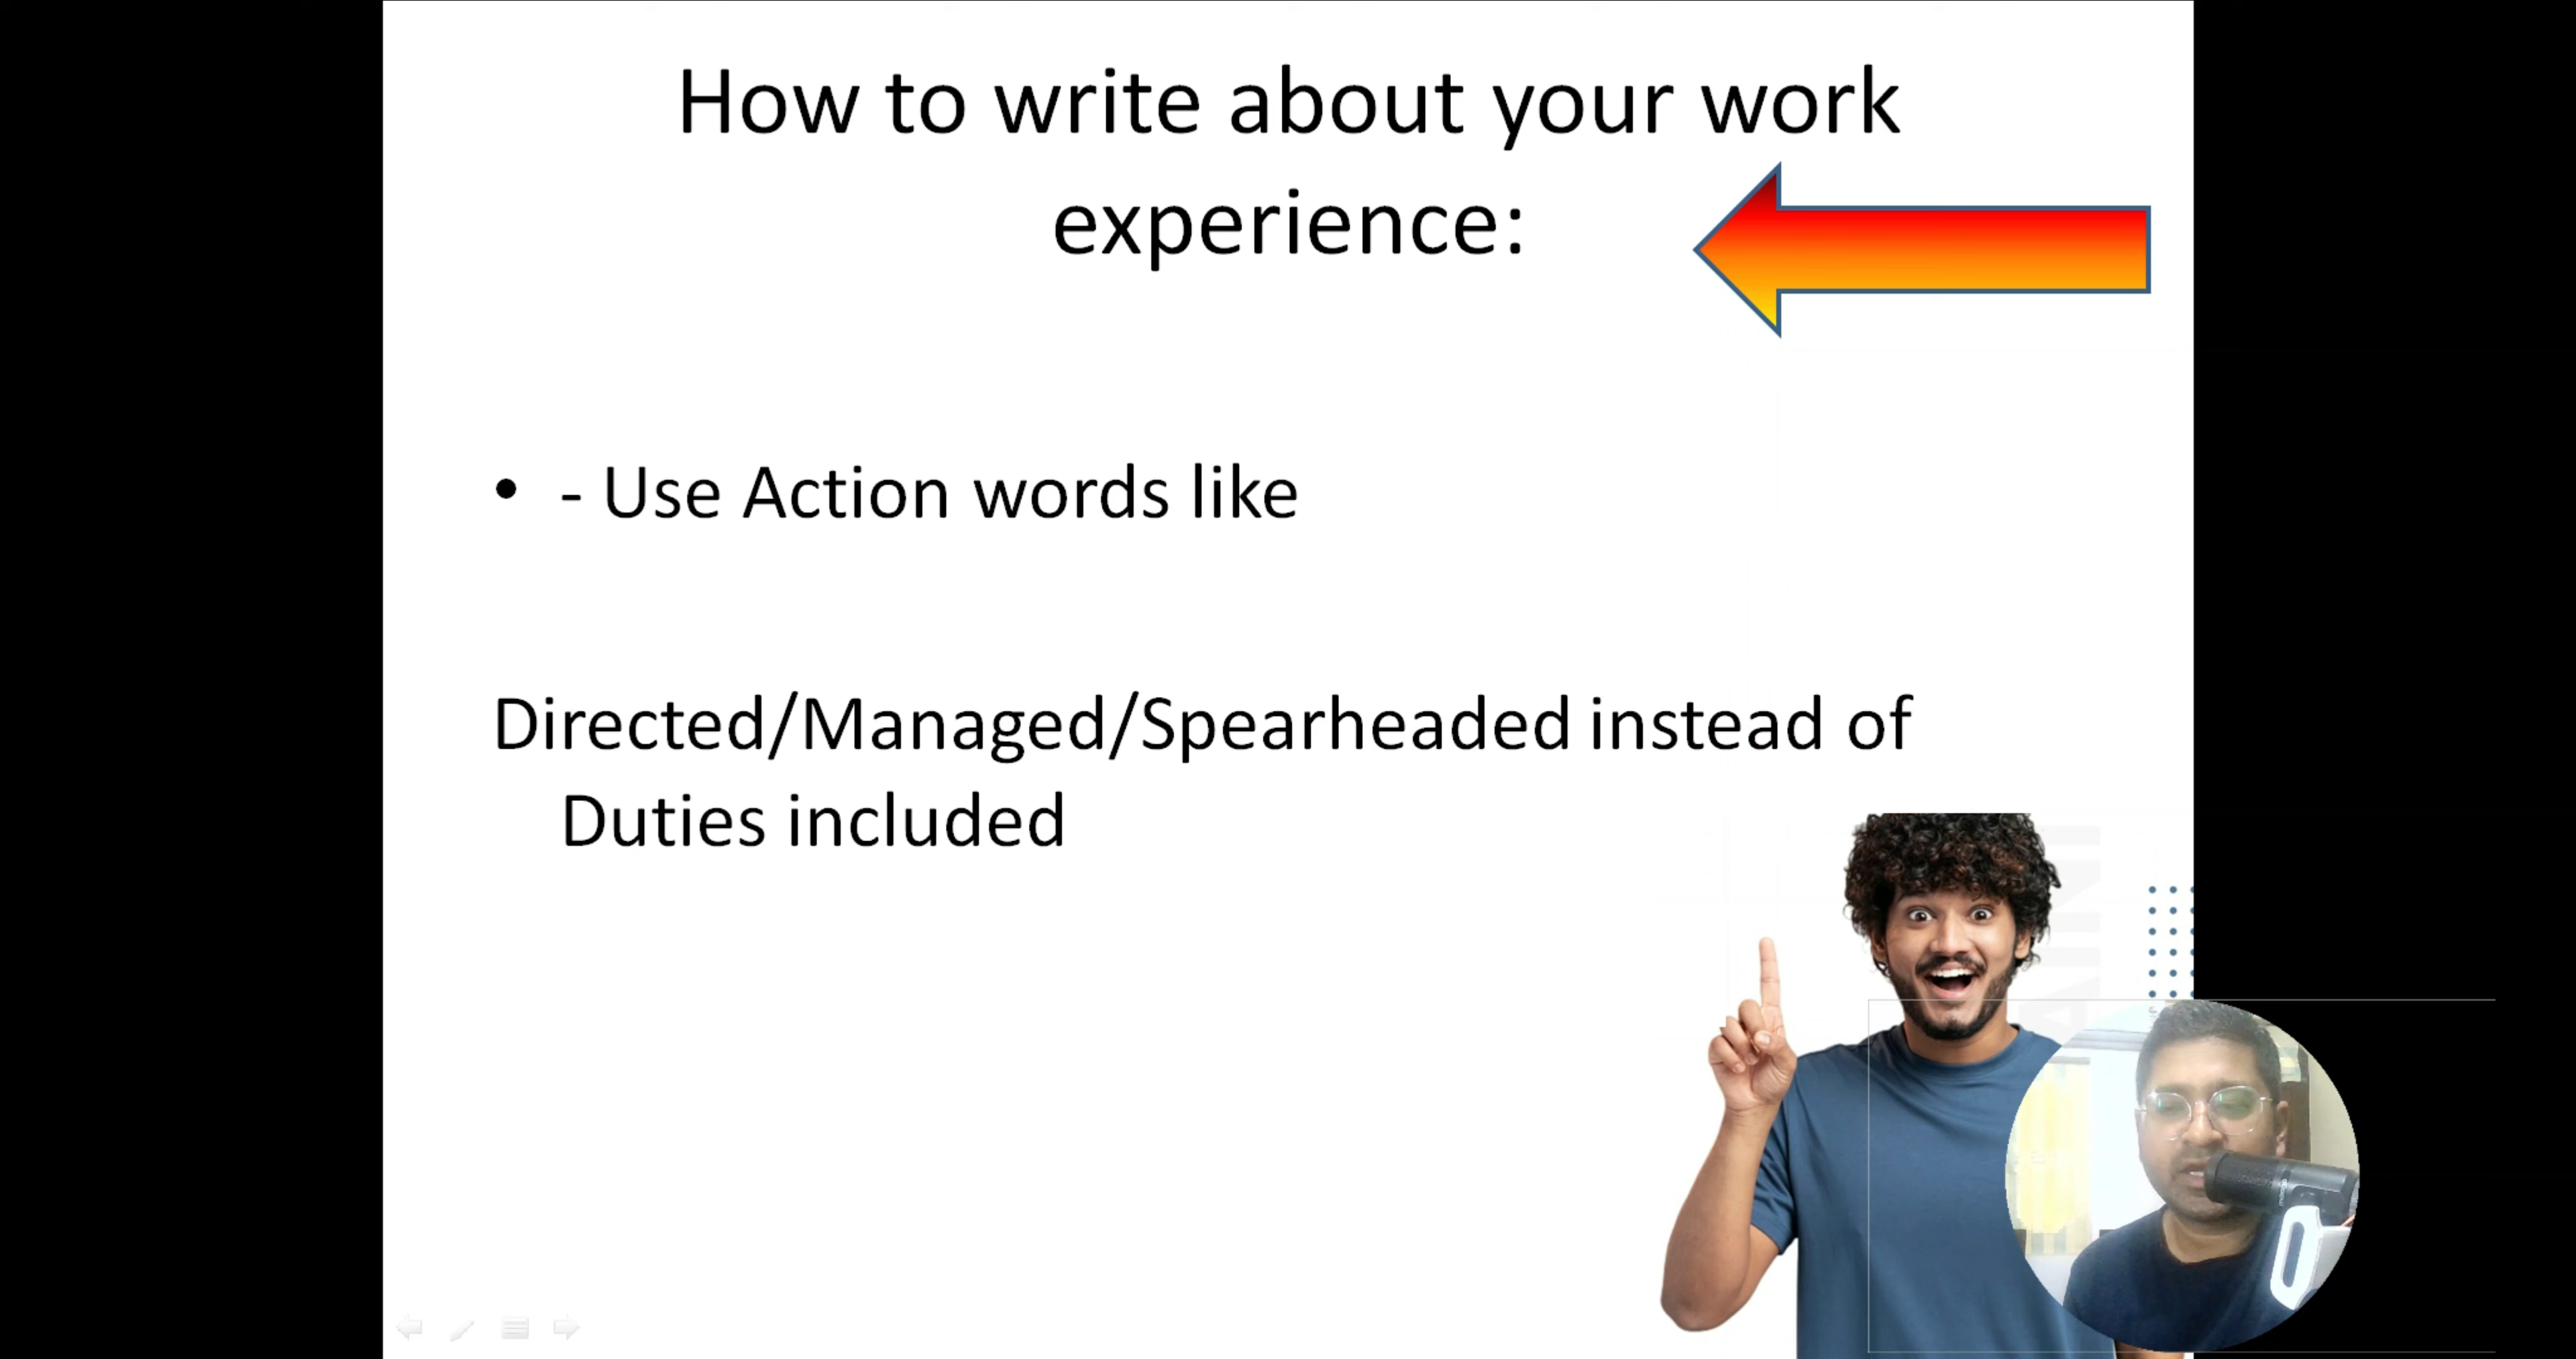 How to write about your work
experience:
• - Use Action words like
Directed/Managed/Spearheaded instead of
Duties included